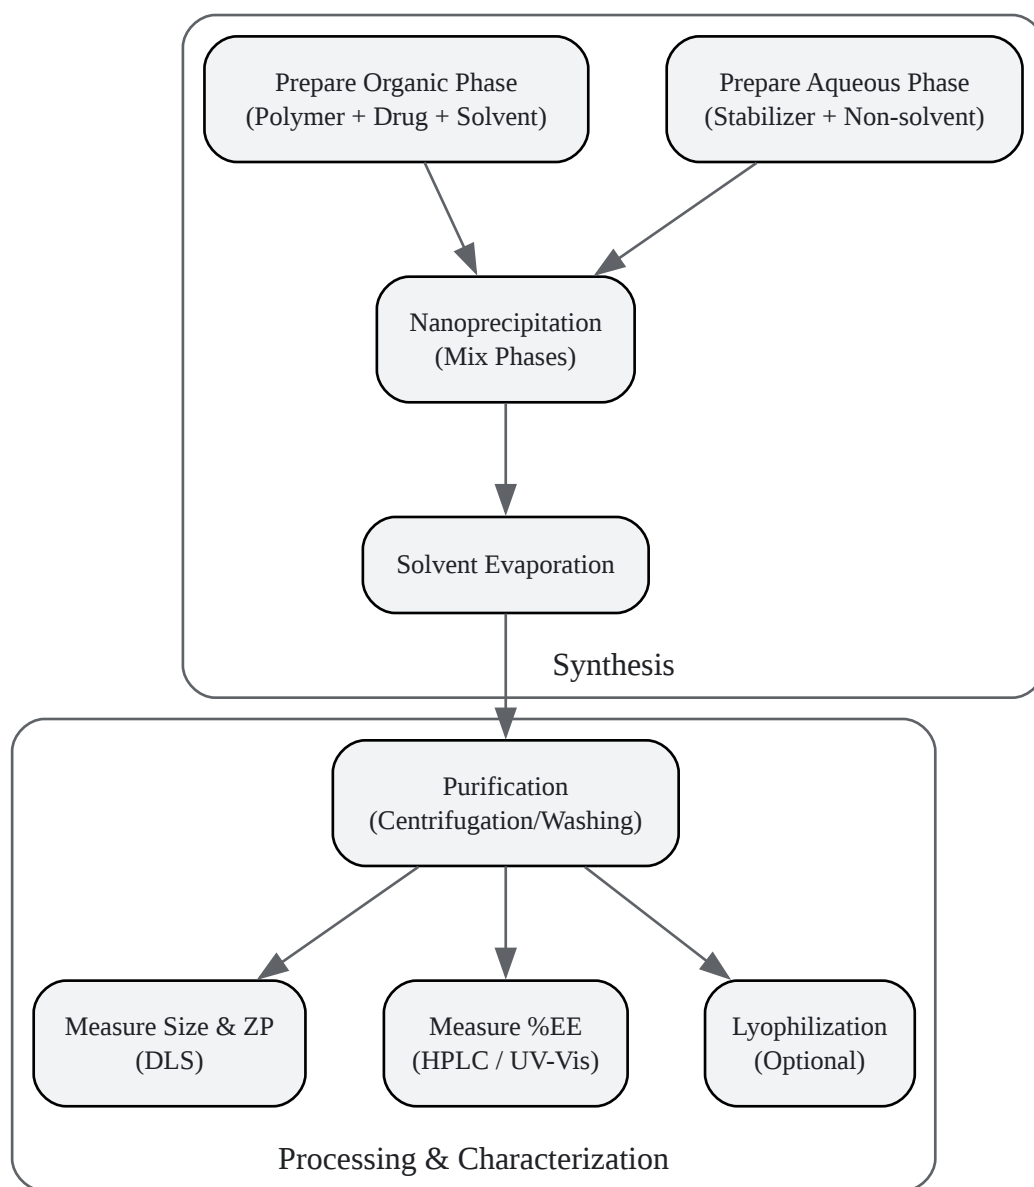 Prepare Organic Phase
(Polymer + Drug + Solvent)
Prepare Aqueous Phase
(Stabilizer + Non-solvent)
Nanoprecipitation
(Mix Phases)
Solvent Evaporation
Synthesis
Purification
(Centrifugation/Washing)
Measure Size & ZP
(DLS)
Measure %EE
(HPLC / UV-Vis)
Lyophilization
(Optional)
Processing & Characterization